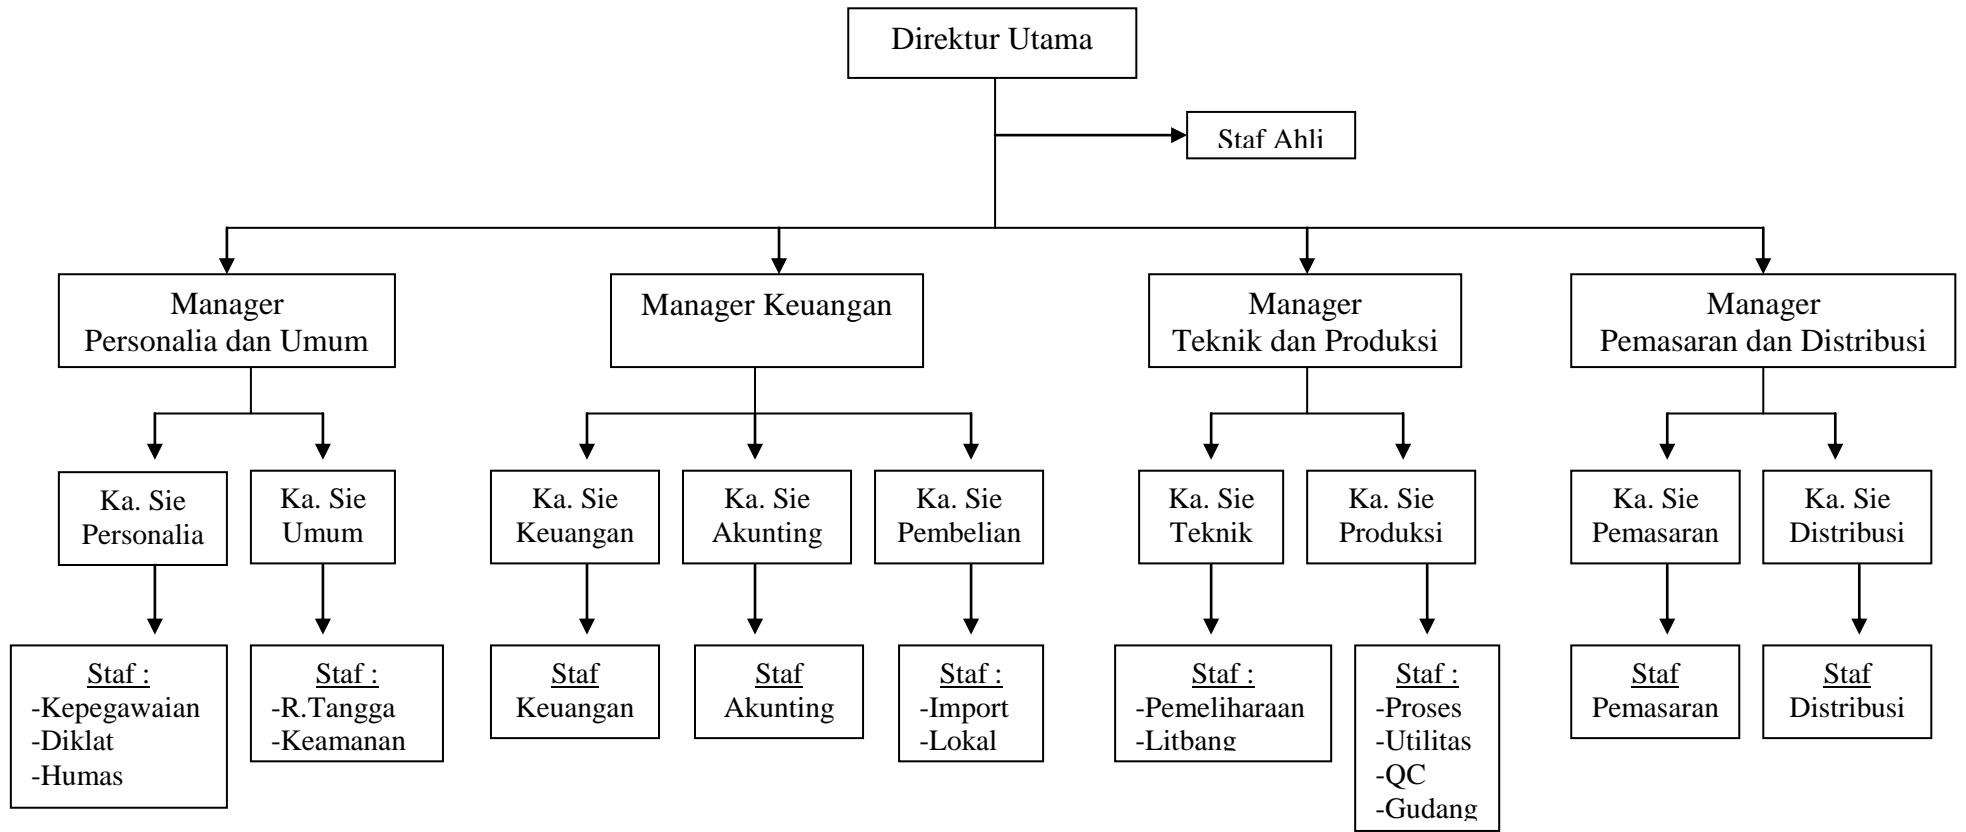 Direktur Utama
Staf Ahli
Manager
Personalia dan Umum
Manager Keuangan
Manager
Teknik dan Produksi
Manager
Pemasaran dan Distribusi
Ka. Sie
Personalia
Ka. Sie
Umum
Ka. Sie
Keuangan
Ka. Sie
Akunting
Ka. Sie
Pembelian
Ka. Sie
Teknik
Ka. Sie
Produksi
Ka. Sie
Pemasaran
Ka. Sie
Distribusi
Staf :
-Kepegawaian
-Diklat
-Humas
Staf :
-R.Tangga
-Keamanan
Staf
Keuangan
Staf
Akunting
Staf :
-Import
-Lokal
Staf :
-Pemeliharaan
-Litbang
Staf :
-Proses
-Utilitas
-QC
-Gudang
Staf
Pemasaran
Staf
Distribusi